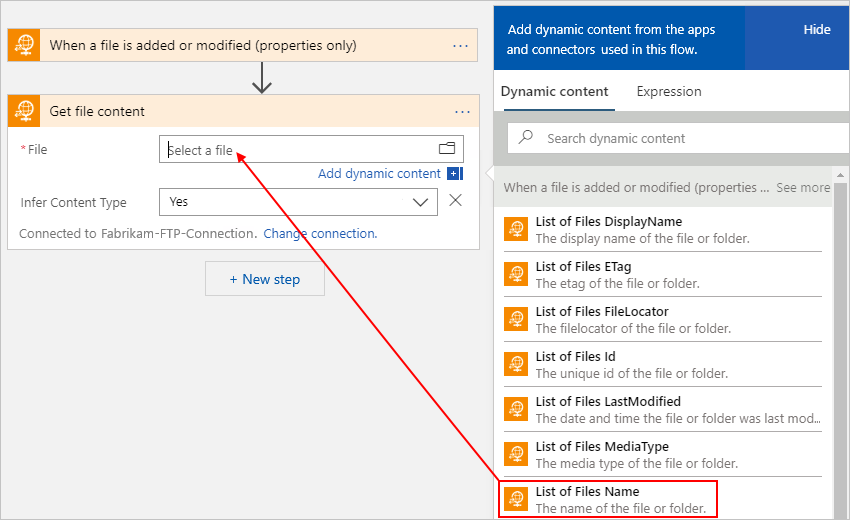 When a file is added or modified (properties only)
...
Get file content
...
* File
Select a file
Add dynamic content
Infer Content Type
Yes
Connected to Fabrikam-FTP-Connection. Change connection.
+ New step
Add dynamic content from the apps
and connectors used in this flow.
Hide
Dynamic content
Expression
Search dynamic content
When a file is added or modified (properties ...
See more
List of Files DisplayName
The display name of the file or folder.
List of Files ETag
The etag of the file or folder.
List of Files FileLocator
The filelocator of the file or folder.
List of Files Id
The unique id of the file or folder.
List of Files LastModified
The date and time the file or folder was last mod...
List of Files MediaType
The media type of the file or folder.
List of Files Name
The name of the file or folder.